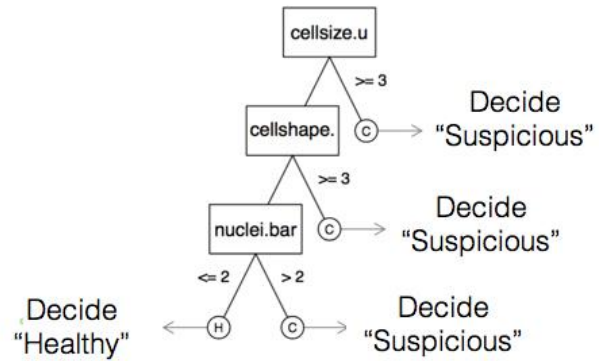 cellsize.u
>= 3
Decide
“Suspicious”
C
cellshape.
>= 3
Decide
“Suspicious”
C
nuclei.bar
<= 2
> 2
Decide
“Healthy”
H
C
Decide
“Suspicious”